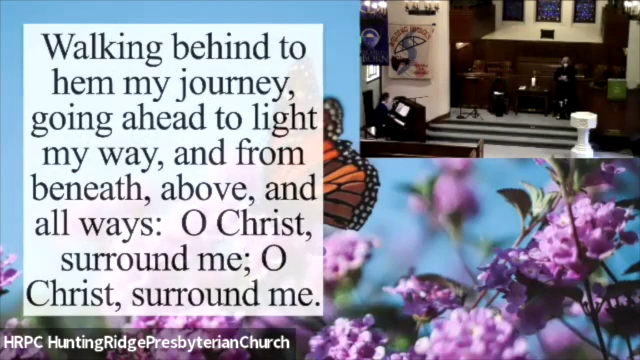 Walking behind to
hem my journey,
going ahead to light
my way, and from
beneath, above, and
all ways: O Christ,
surround me; O
Christ, surround me.
HRPC HuntingRidgePresbyterianChurch